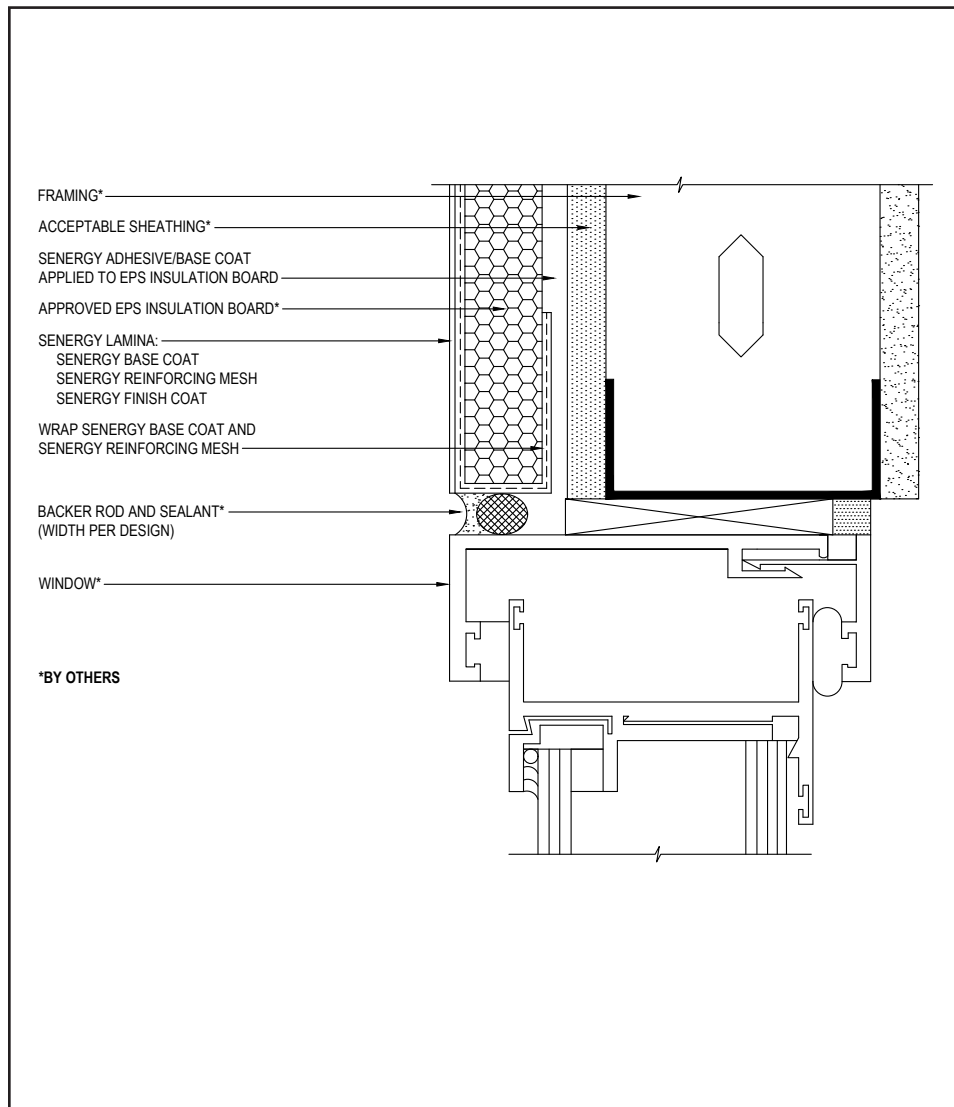 FRAMING*
ACCEPTABLE SHEATHING*
SENERGY ADHESIVE/BASE COAT
APPLIED TO EPS INSULATION BOARD
APPROVED EPS INSULATION BOARD*
SENERGY LAMINA:
SENERGY BASE COAT
SENERGY REINFORCING MESH
SENERGY FINISH COAT
WRAP SENERGY BASE COAT AND
SENERGY REINFORCING MESH
BACKER ROD AND SEALANT*
(WIDTH PER DESIGN)
WINDOW*
*BY OTHERS